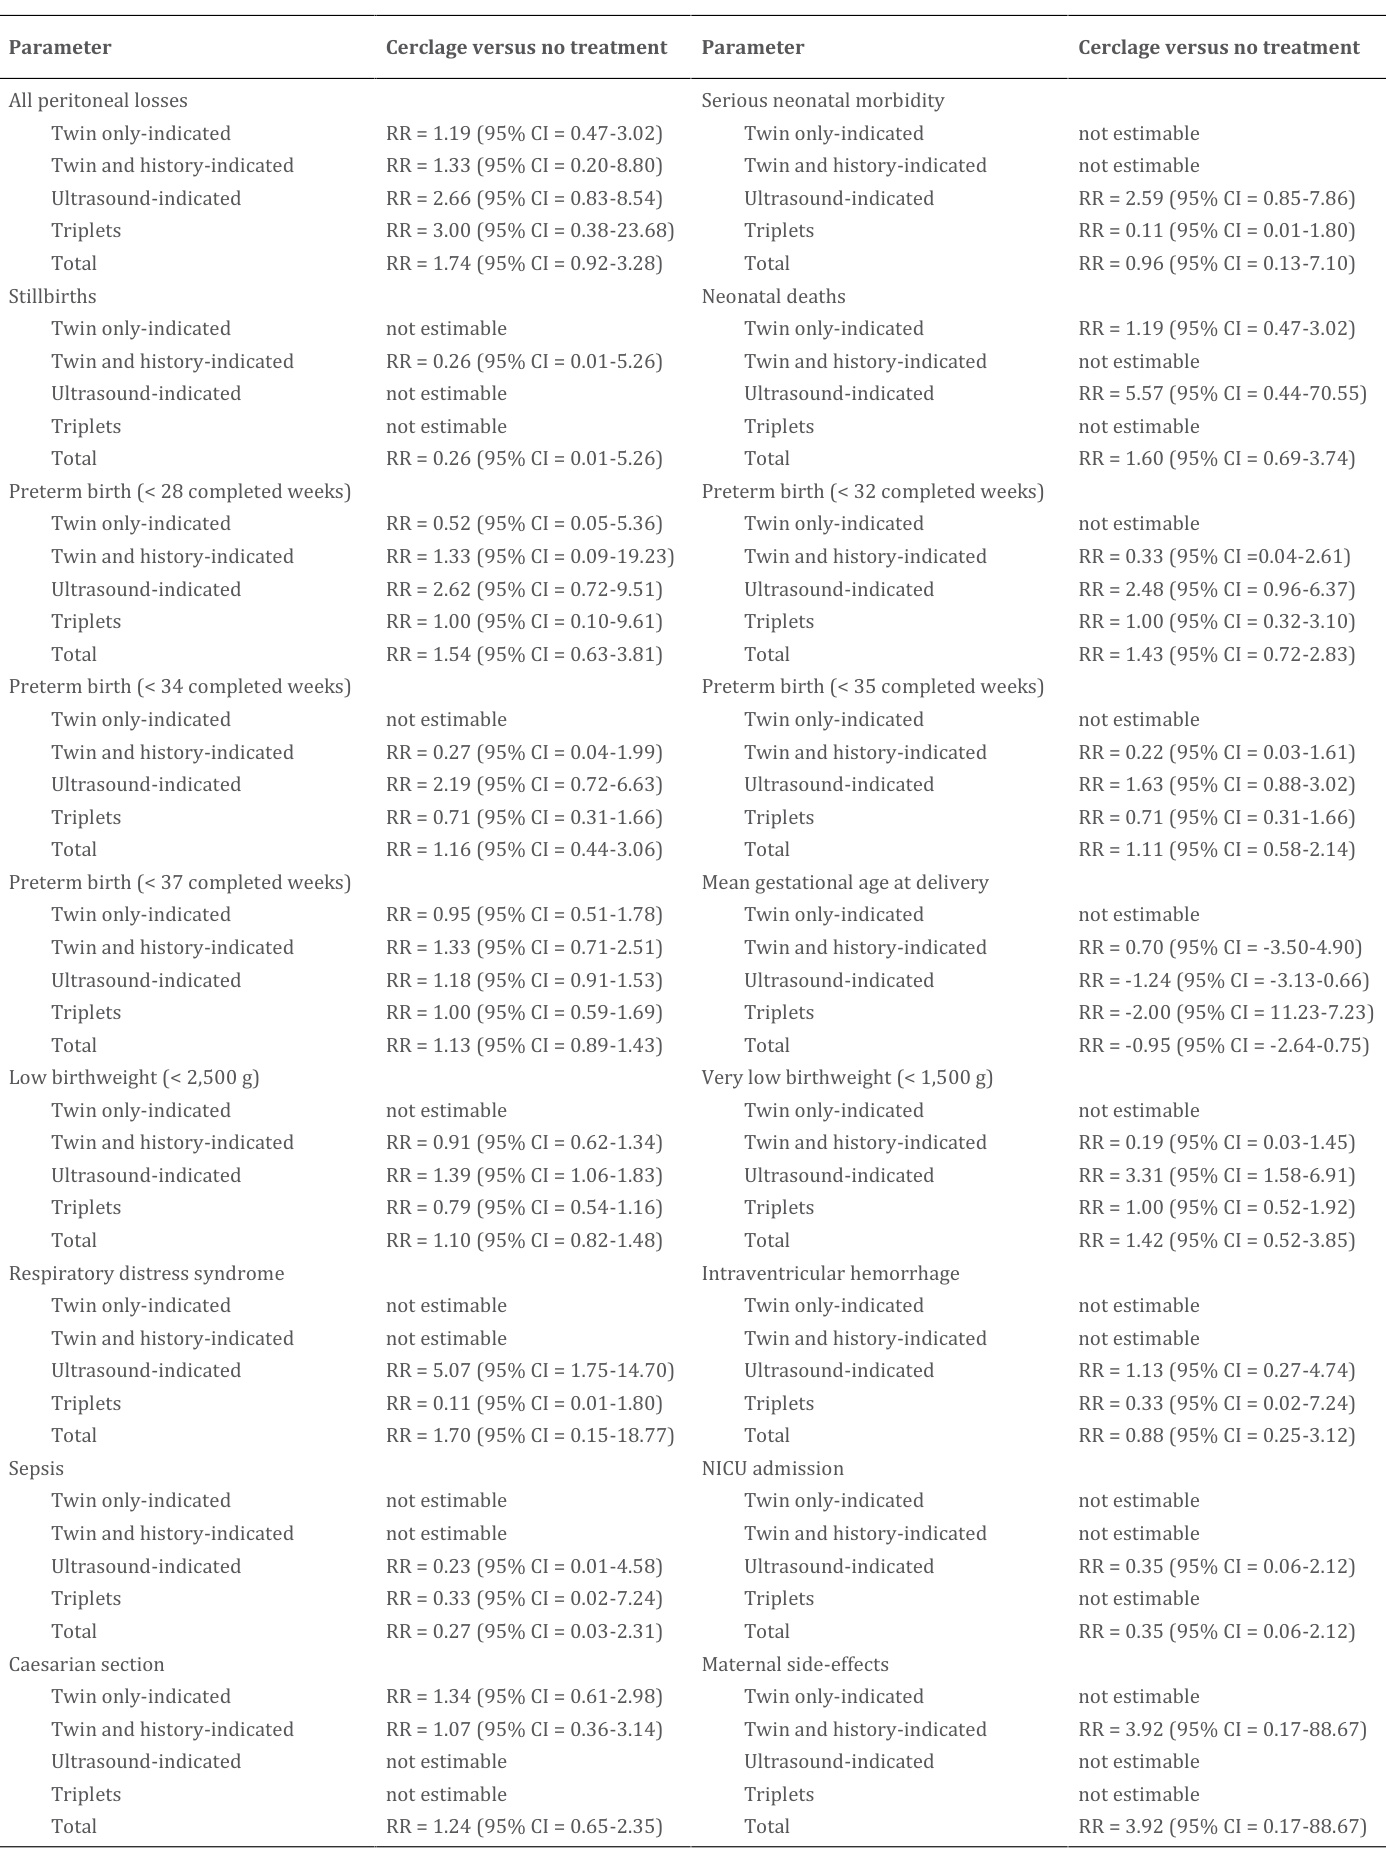 Parameter Cerclage versus no treatment Parameter Cerclage versus no treatment
All peritoneal losses Serious neonatal morbidity
Twin only-indicated RR = 1.19 (95% CI = 0.47-3.02) Twin only-indicated not estimable
Twin and history-indicated RR = 1.33 (95% CI = 0.20-8.80) Twin and history-indicated not estimable
Ultrasound-indicated RR = 2.66 (95% CI = 0.83-8.54) Ultrasound-indicated RR = 2.59 (95% CI = 0.85-7.86)
Triplets RR = 3.00 (95% CI = 0.38-23.68) Triplets RR = 0.11 (95% CI = 0.01-1.80)
Total RR = 1.74 (95% CI = 0.92-3.28) Total RR = 0.96 (95% CI = 0.13-7.10)
Stillbirths Neonatal deaths
Twin only-indicated not estimable Twin only-indicated RR = 1.19 (95% CI = 0.47-3.02)
Twin and history-indicated RR = 0.26 (95% CI = 0.01-5.26) Twin and history-indicated not estimable
Ultrasound-indicated not estimable Ultrasound-indicated RR = 5.57 (95% CI = 0.44-70.55)
Triplets not estimable Triplets not estimable
Total RR = 0.26 (95% CI = 0.01-5.26) Total RR = 1.60 (95% CI = 0.69-3.74)
Preterm birth (< 28 completed weeks) Preterm birth (< 32 completed weeks)
Twin only-indicated RR = 0.52 (95% CI = 0.05-5.36) Twin only-indicated not estimable
Twin and history-indicated RR = 1.33 (95% CI = 0.09-19.23) Twin and history-indicated RR = 0.33 (95% CI =0.04-2.61)
Ultrasound-indicated RR = 2.62 (95% CI = 0.72-9.51) Ultrasound-indicated RR = 2.48 (95% CI = 0.96-6.37)
Triplets RR = 1.00 (95% CI = 0.10-9.61) Triplets RR = 1.00 (95% CI = 0.32-3.10)
Total RR = 1.54 (95% CI = 0.63-3.81) Total RR = 1.43 (95% CI = 0.72-2.83)
Preterm birth (< 34 completed weeks) Preterm birth (< 35 completed weeks)
Twin only-indicated not estimable Twin only-indicated not estimable
Twin and history-indicated RR = 0.27 (95% CI = 0.04-1.99) Twin and history-indicated RR = 0.22 (95% CI = 0.03-1.61)
Ultrasound-indicated RR = 2.19 (95% CI = 0.72-6.63) Ultrasound-indicated RR = 1.63 (95% CI = 0.88-3.02)
Triplets RR = 0.71 (95% CI = 0.31-1.66) Triplets RR = 0.71 (95% CI = 0.31-1.66)
Total RR = 1.16 (95% CI = 0.44-3.06) Total RR = 1.11 (95% CI = 0.58-2.14)
Preterm birth (< 37 completed weeks) Mean gestational age at delivery
Twin only-indicated RR = 0.95 (95% CI = 0.51-1.78) Twin only-indicated not estimable
Twin and history-indicated RR = 1.33 (95% CI = 0.71-2.51) Twin and history-indicated RR = 0.70 (95% CI = -3.50-4.90)
Ultrasound-indicated RR = 1.18 (95% CI = 0.91-1.53) Ultrasound-indicated RR = -1.24 (95% CI = -3.13-0.66)
Triplets RR = 1.00 (95% CI = 0.59-1.69) Triplets RR = -2.00 (95% CI = 11.23-7.23)
Total RR = 1.13 (95% CI = 0.89-1.43) Total RR = -0.95 (95% CI = -2.64-0.75)
Low birthweight (< 2,500 g) Very low birthweight (< 1,500 g)
Twin only-indicated not estimable Twin only-indicated not estimable
Twin and history-indicated RR = 0.91 (95% CI = 0.62-1.34) Twin and history-indicated RR = 0.19 (95% CI = 0.03-1.45)
Ultrasound-indicated RR = 1.39 (95% CI = 1.06-1.83) Ultrasound-indicated RR = 3.31 (95% CI = 1.58-6.91)
Triplets RR = 0.79 (95% CI = 0.54-1.16) Triplets RR = 1.00 (95% CI = 0.52-1.92)
Total RR = 1.10 (95% CI = 0.82-1.48) Total RR = 1.42 (95% CI = 0.52-3.85)
Respiratory distress syndrome Intraventricular hemorrhage
Twin only-indicated not estimable Twin only-indicated not estimable
Twin and history-indicated not estimable Twin and history-indicated not estimable
Ultrasound-indicated RR = 5.07 (95% CI = 1.75-14.70) Ultrasound-indicated RR = 1.13 (95% CI = 0.27-4.74)
Triplets RR = 0.11 (95% CI = 0.01-1.80) Triplets RR = 0.33 (95% CI = 0.02-7.24)
Total RR = 1.70 (95% CI = 0.15-18.77) Total RR = 0.88 (95% CI = 0.25-3.12)
Sepsis NICU admission
Twin only-indicated not estimable Twin only-indicated not estimable
Twin and history-indicated not estimable Twin and history-indicated not estimable
Ultrasound-indicated RR = 0.23 (95% CI = 0.01-4.58) Ultrasound-indicated RR = 0.35 (95% CI = 0.06-2.12)
Triplets RR = 0.33 (95% CI = 0.02-7.24) Triplets not estimable
Total RR = 0.27 (95% CI = 0.03-2.31) Total RR = 0.35 (95% CI = 0.06-2.12)
Caesarian section Maternal side-effects
Twin only-indicated RR = 1.34 (95% CI = 0.61-2.98) Twin only-indicated not estimable
Twin and history-indicated RR = 1.07 (95% CI = 0.36-3.14) Twin and history-indicated RR = 3.92 (95% CI = 0.17-88.67)
Ultrasound-indicated not estimable Ultrasound-indicated not estimable
Triplets not estimable Triplets not estimable
Total RR = 1.24 (95% CI = 0.65-2.35) Total RR = 3.92 (95% CI = 0.17-88.67)